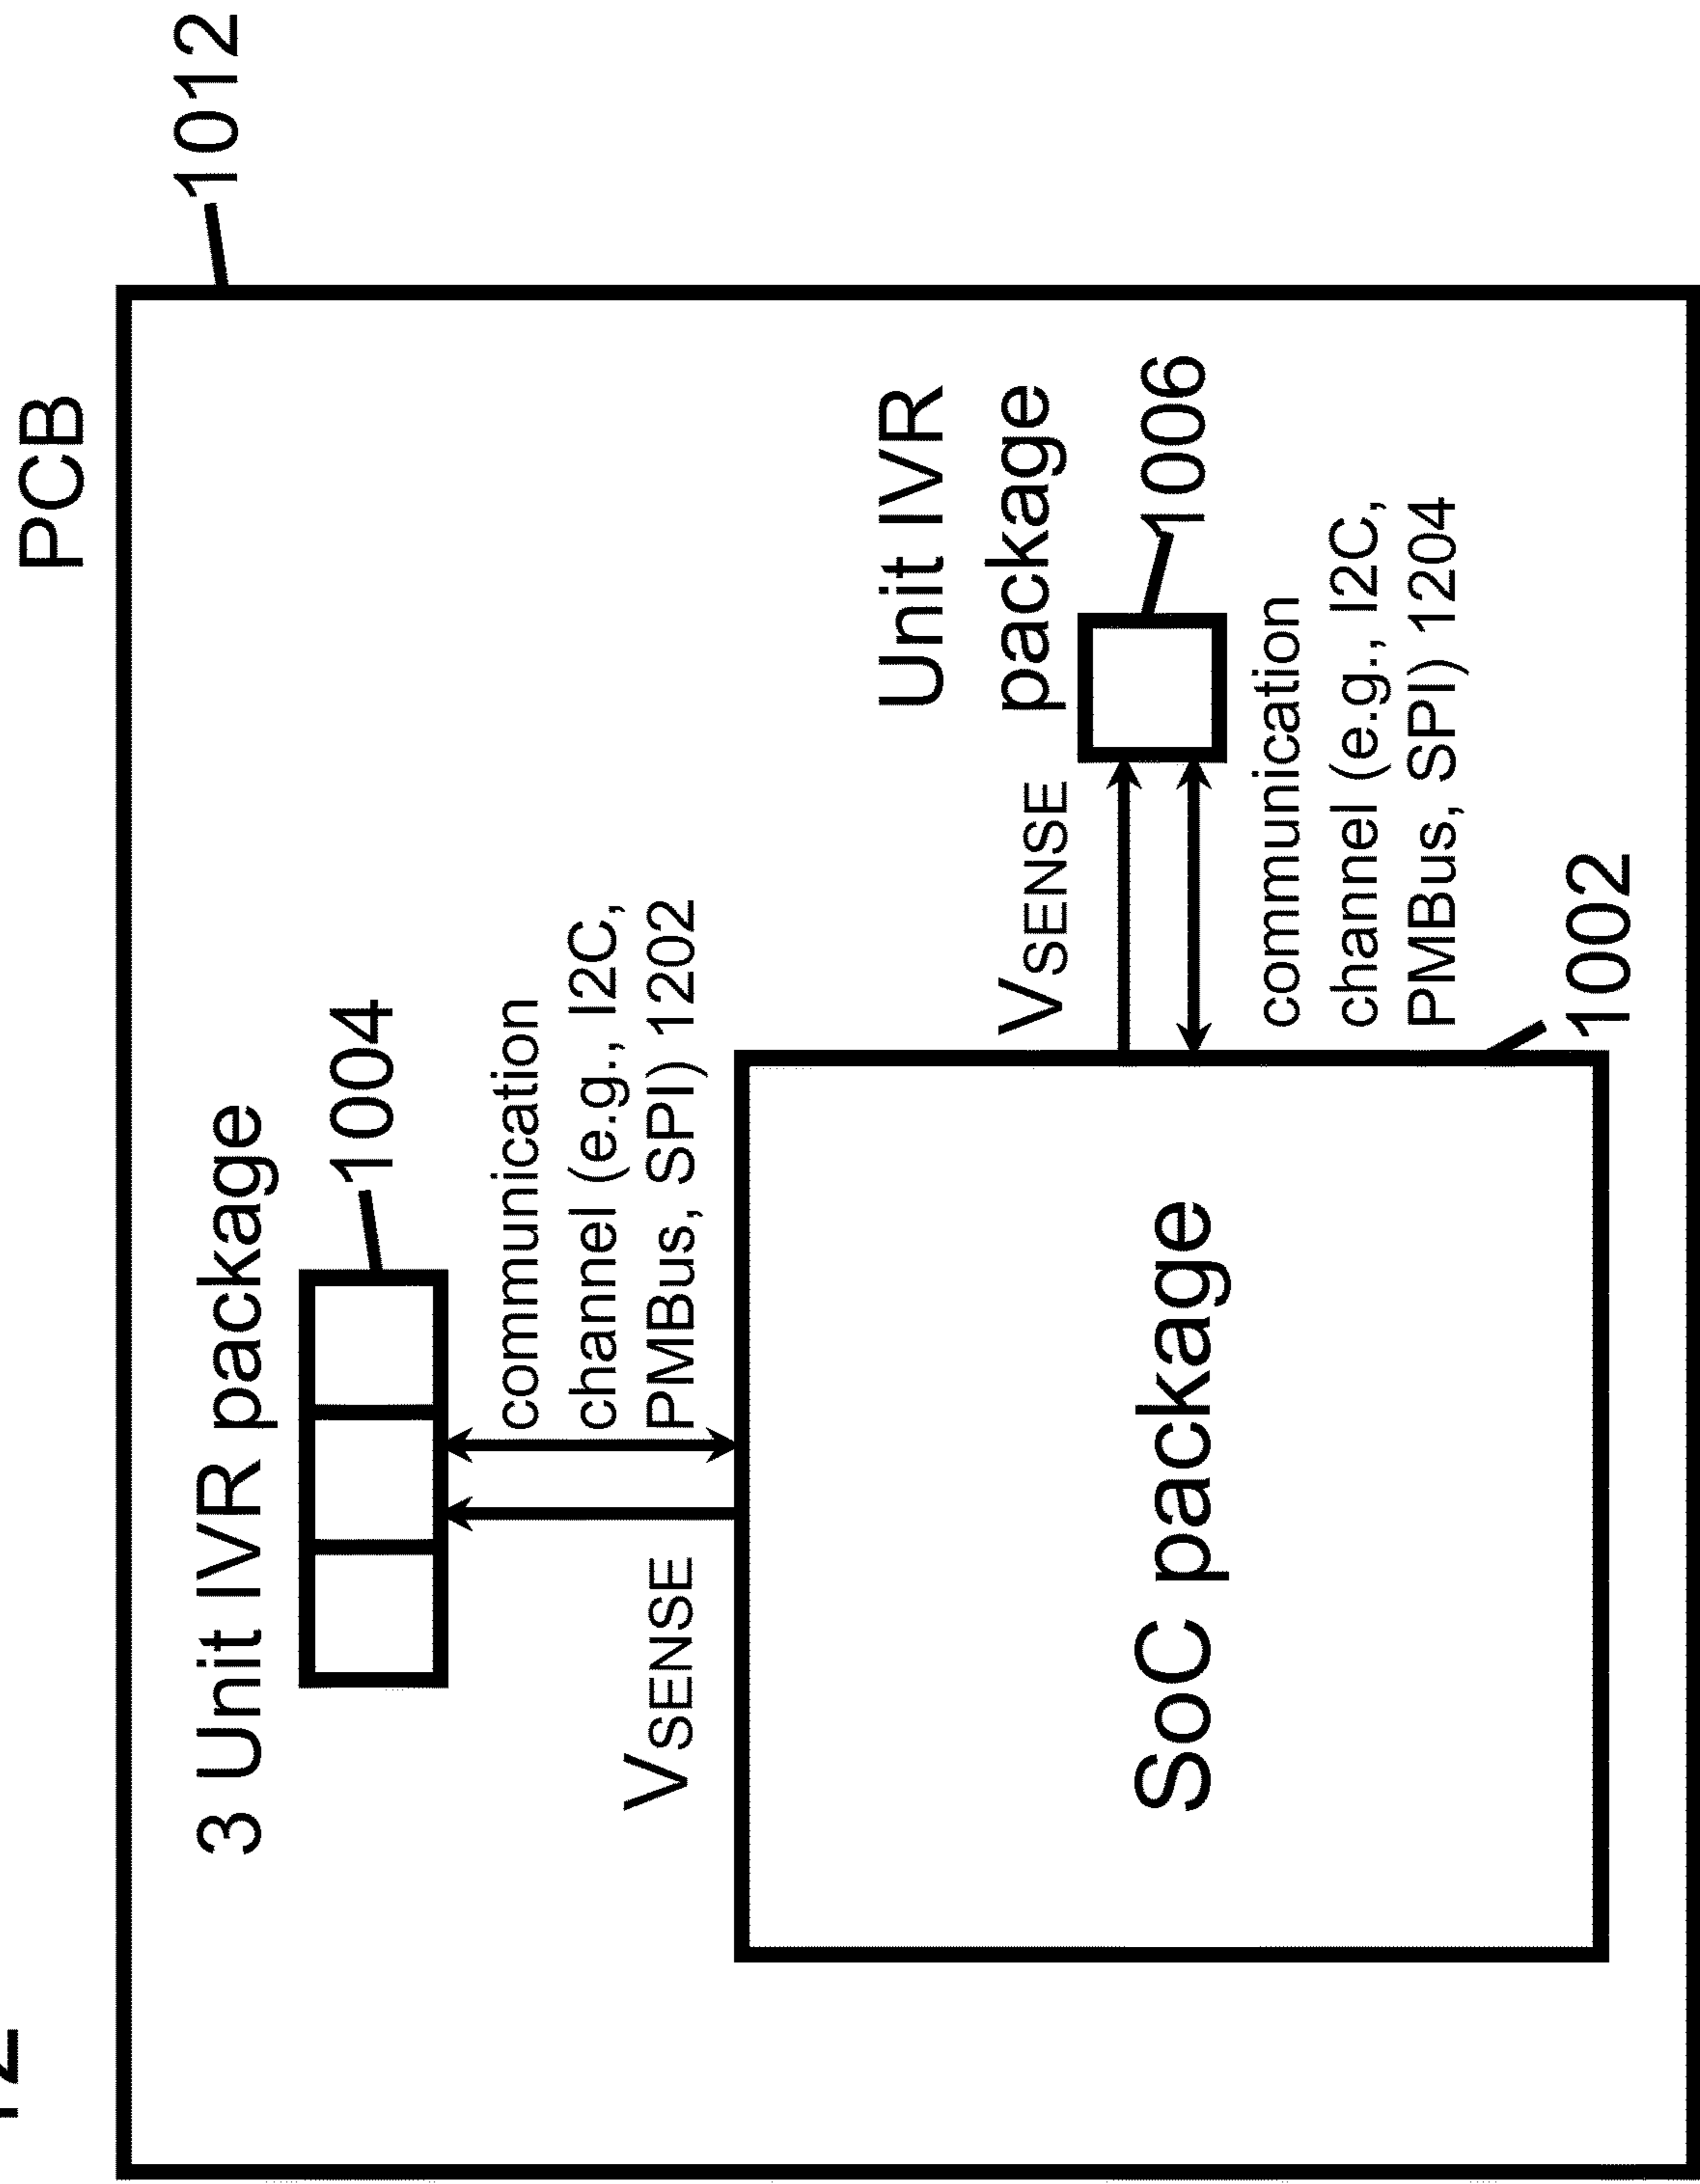 PCB
1012
3 Unit IVR package
1004
communication
channel (e.g., I2C,
PMBus, SPI) 1202
VSENSE
Unit IVR
package
1006
VSENSE
communication
channel (e.g., I2C,
PMBus, SPI) 1204
SoC package
1002